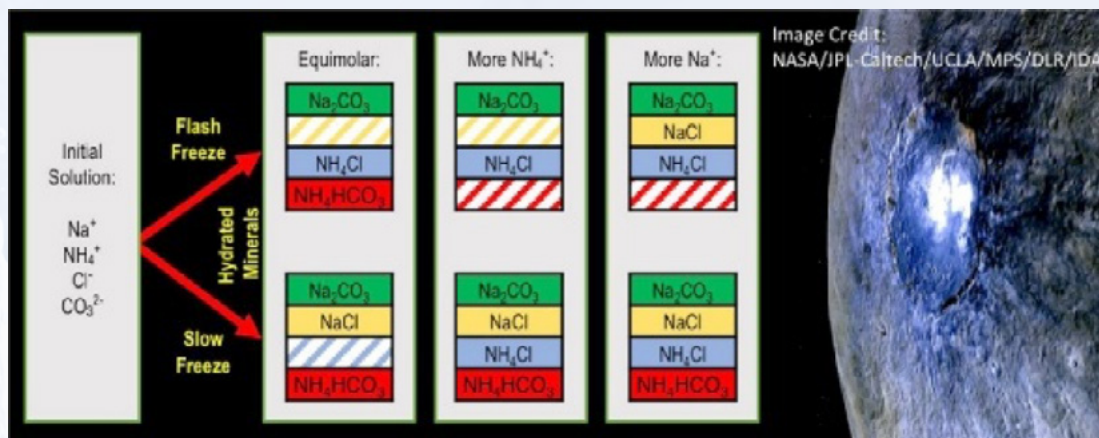 Initial
Solution:
Na⁺
NH₄⁺
Cl⁻
CO₃²⁻
Flash
Freeze
Hydrated
Minerals
Slow
Freeze
Equimolar:
Na₂CO₃
NH₄Cl
NH₄HCO₃
Na₂CO₃
NaCl
NH₄HCO₃
More NH₄⁺:
Na₂CO₃
NH₄Cl
Na₂CO₃
NaCl
NH₄Cl
NH₄HCO₃
More Na⁺:
Na₂CO₃
NaCl
NH₄Cl
Na₂CO₃
NaCl
NH₄Cl
NH₄HCO₃
Image Credit:
NASA/JPL-Caltech/UCLA/MPS/DLR/IDA